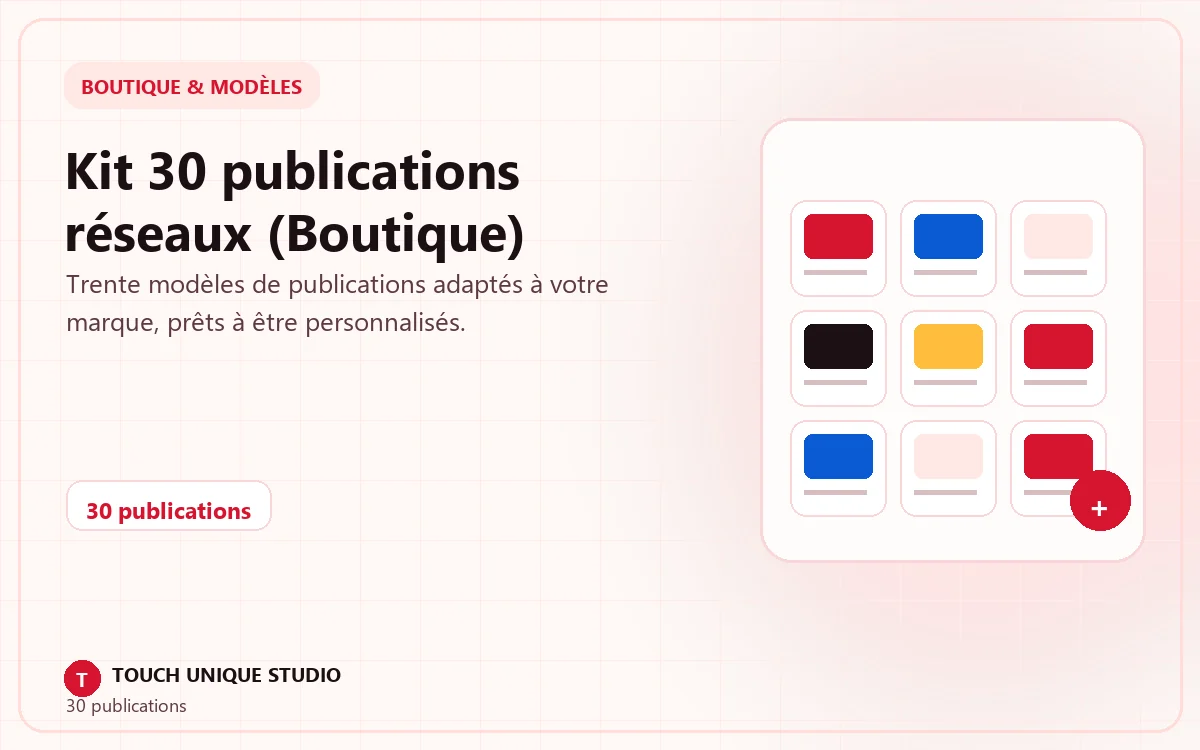 BOUTIQUE & MODÈLES
Kit 30 publications
réseaux (Boutique)
Trente modèles de publications adaptés à votre
marque, prêts à être personnalisés.
30 publications
+
T TOUCH UNIQUE STUDIO
30 publications